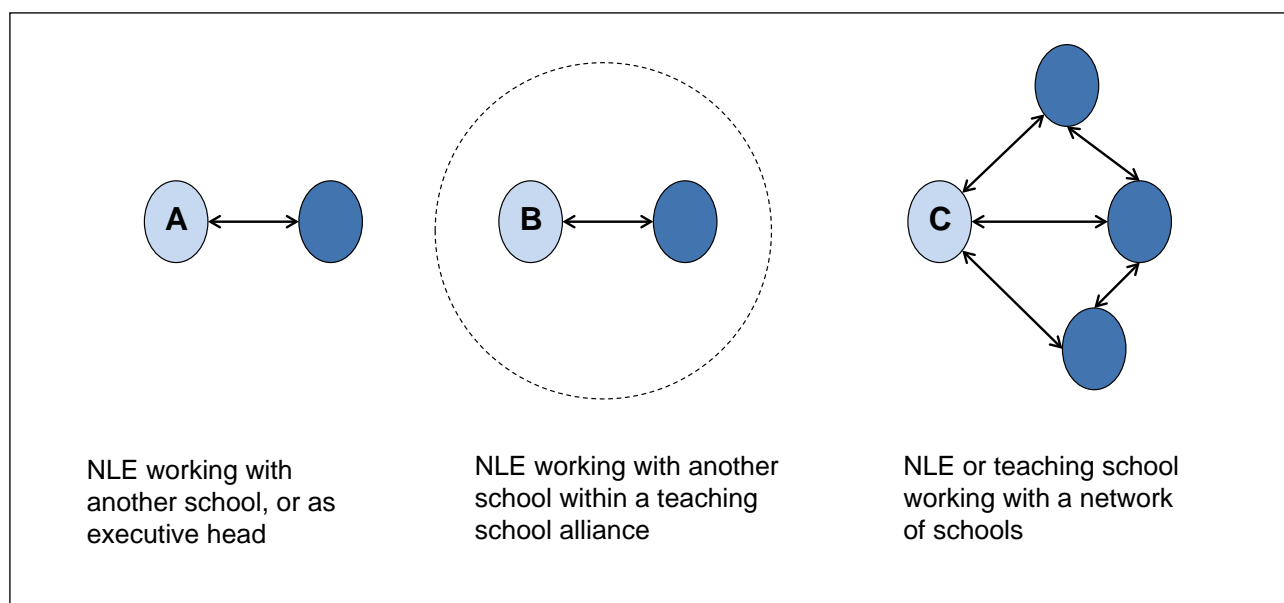 A
B
C
NLE working with
another school, or as
executive head
NLE working with another
school within a teaching
school alliance
NLE or teaching school
working with a network
of schools